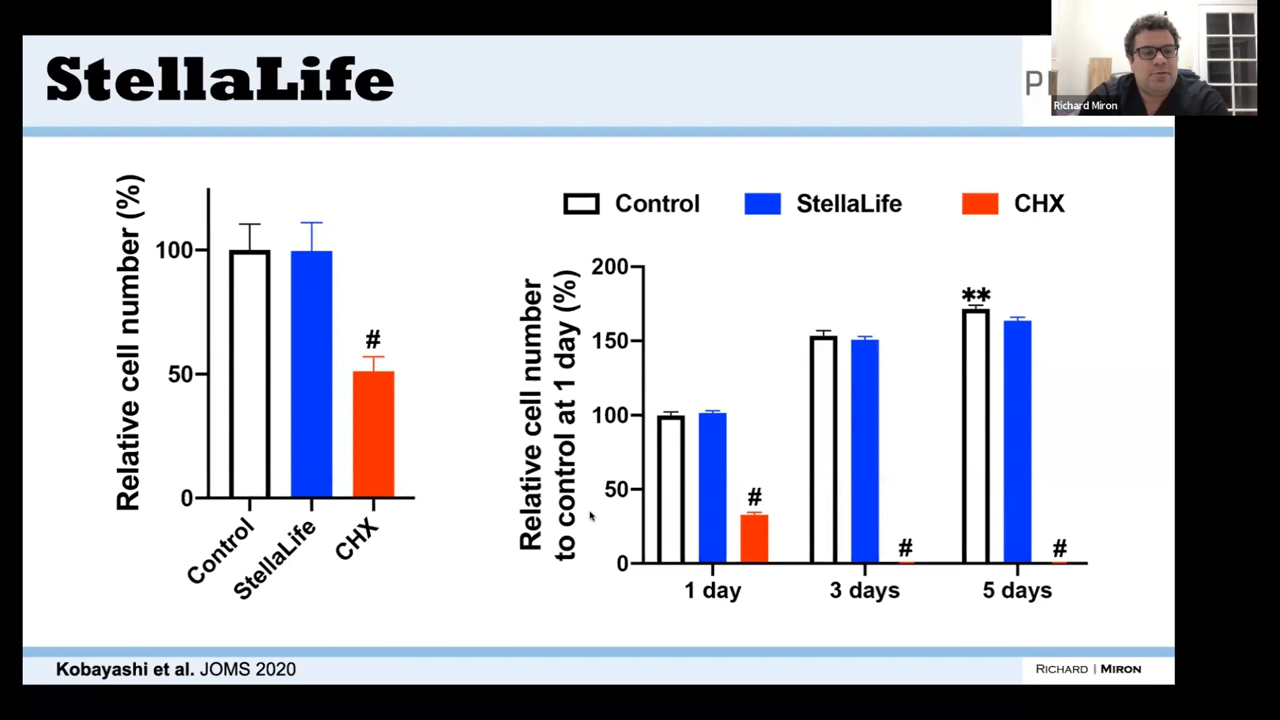 StellaLife
P
Richard Miron
Relative cell number (%)
100
50
0
#
Control
StellaLife
CHX
Control
StellaLife
CHX
Relative cell number
to control at 1 day (%)
200
150
100
50
0
#
#
**
#
1 day
3 days
5 days
Kobayashi et al. JOMS 2020
RICHARD | MIRON